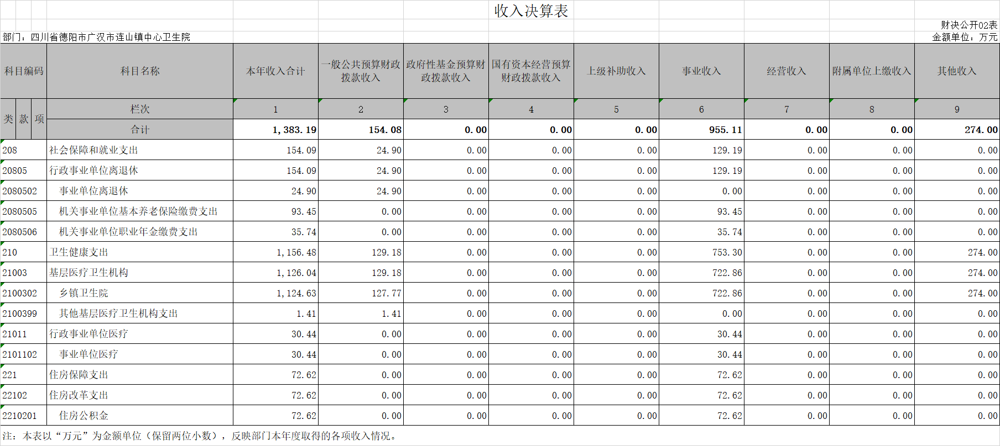 收入决算表
财决公开02表
部门：四川省德阳市广汉市连山镇中心卫生院 金额单位：万元
科目编码 科目名称 本年收入合计 一般公共预算财政拨款收入 政府性基金预算财政拨款收入 国有资本经营预算财政拨款收入 上级补助收入 事业收入 经营收入 附属单位上缴收入 其他收入
类 款 项 栏次 1 2 3 4 5 6 7 8 9
合计 1,383.19 154.08 0.00 0.00 0.00 955.11 0.00 0.00 274.00
208 社会保障和就业支出 154.09 24.90 0.00 0.00 0.00 129.19 0.00 0.00 0.00
20805 行政事业单位离退休 154.09 24.90 0.00 0.00 0.00 129.19 0.00 0.00 0.00
2080502 事业单位离退休 24.90 24.90 0.00 0.00 0.00 0.00 0.00 0.00 0.00
2080505 机关事业单位基本养老保险缴费支出 93.45 0.00 0.00 0.00 0.00 93.45 0.00 0.00 0.00
2080506 机关事业单位职业年金缴费支出 35.74 0.00 0.00 0.00 0.00 35.74 0.00 0.00 0.00
210 卫生健康支出 1,156.48 129.18 0.00 0.00 0.00 753.30 0.00 0.00 274.00
21003 基层医疗卫生机构 1,126.04 129.18 0.00 0.00 0.00 722.86 0.00 0.00 274.00
2100302 乡镇卫生院 1,124.63 127.77 0.00 0.00 0.00 722.86 0.00 0.00 274.00
2100399 其他基层医疗卫生机构支出 1.41 1.41 0.00 0.00 0.00 0.00 0.00 0.00 0.00
21011 行政事业单位医疗 30.44 0.00 0.00 0.00 0.00 30.44 0.00 0.00 0.00
2101102 事业单位医疗 30.44 0.00 0.00 0.00 0.00 30.44 0.00 0.00 0.00
221 住房保障支出 72.62 0.00 0.00 0.00 0.00 72.62 0.00 0.00 0.00
22102 住房改革支出 72.62 0.00 0.00 0.00 0.00 72.62 0.00 0.00 0.00
2210201 住房公积金 72.62 0.00 0.00 0.00 0.00 72.62 0.00 0.00 0.00
注：本表以“万元”为金额单位（保留两位小数），反映部门本年度取得的各项收入情况。